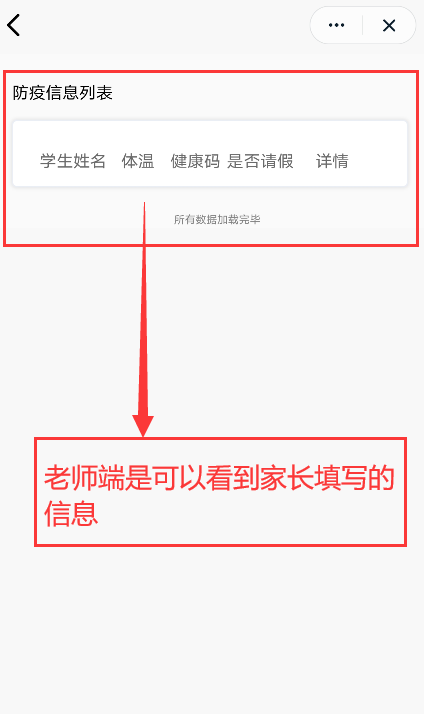 防疫信息列表
学生姓名 体温 健康码 是否请假 详情
所有数据加载完毕
老师端是可以看到家长填写的
信息